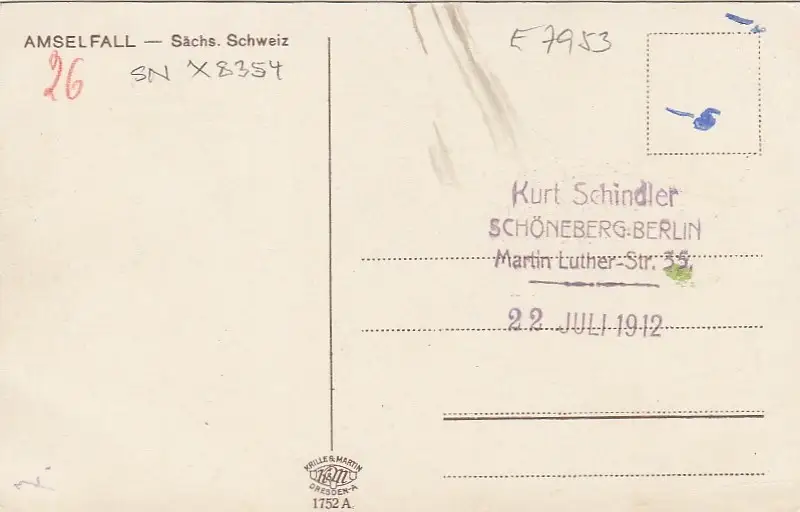 AMSELFALL — Sächs. Schweiz
26
SN X8354
E 7953
Kurt Schindler
SCHÖNEBERG-BERLIN
Martin Luther-Str. 35.
22 JULI 1912
KRILLE & MARTIN
K&M
DRESDEN-A
1752 A.